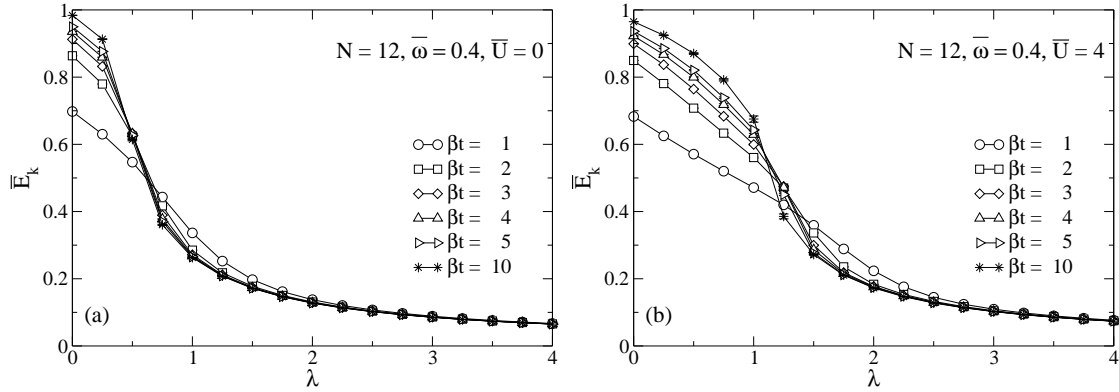 N = 12, ω̅ = 0.4, U̅ = 0
E̅ₖ
1
0.8
0.6
0.4
0.2
0
βt = 1
βt = 2
βt = 3
βt = 4
βt = 5
βt = 10
(a)
0 1 2 3 4
λ
N = 12, ω̅ = 0.4, U̅ = 4
E̅ₖ
1
0.8
0.6
0.4
0.2
0
βt = 1
βt = 2
βt = 3
βt = 4
βt = 5
βt = 10
(b)
0 1 2 3 4
λ